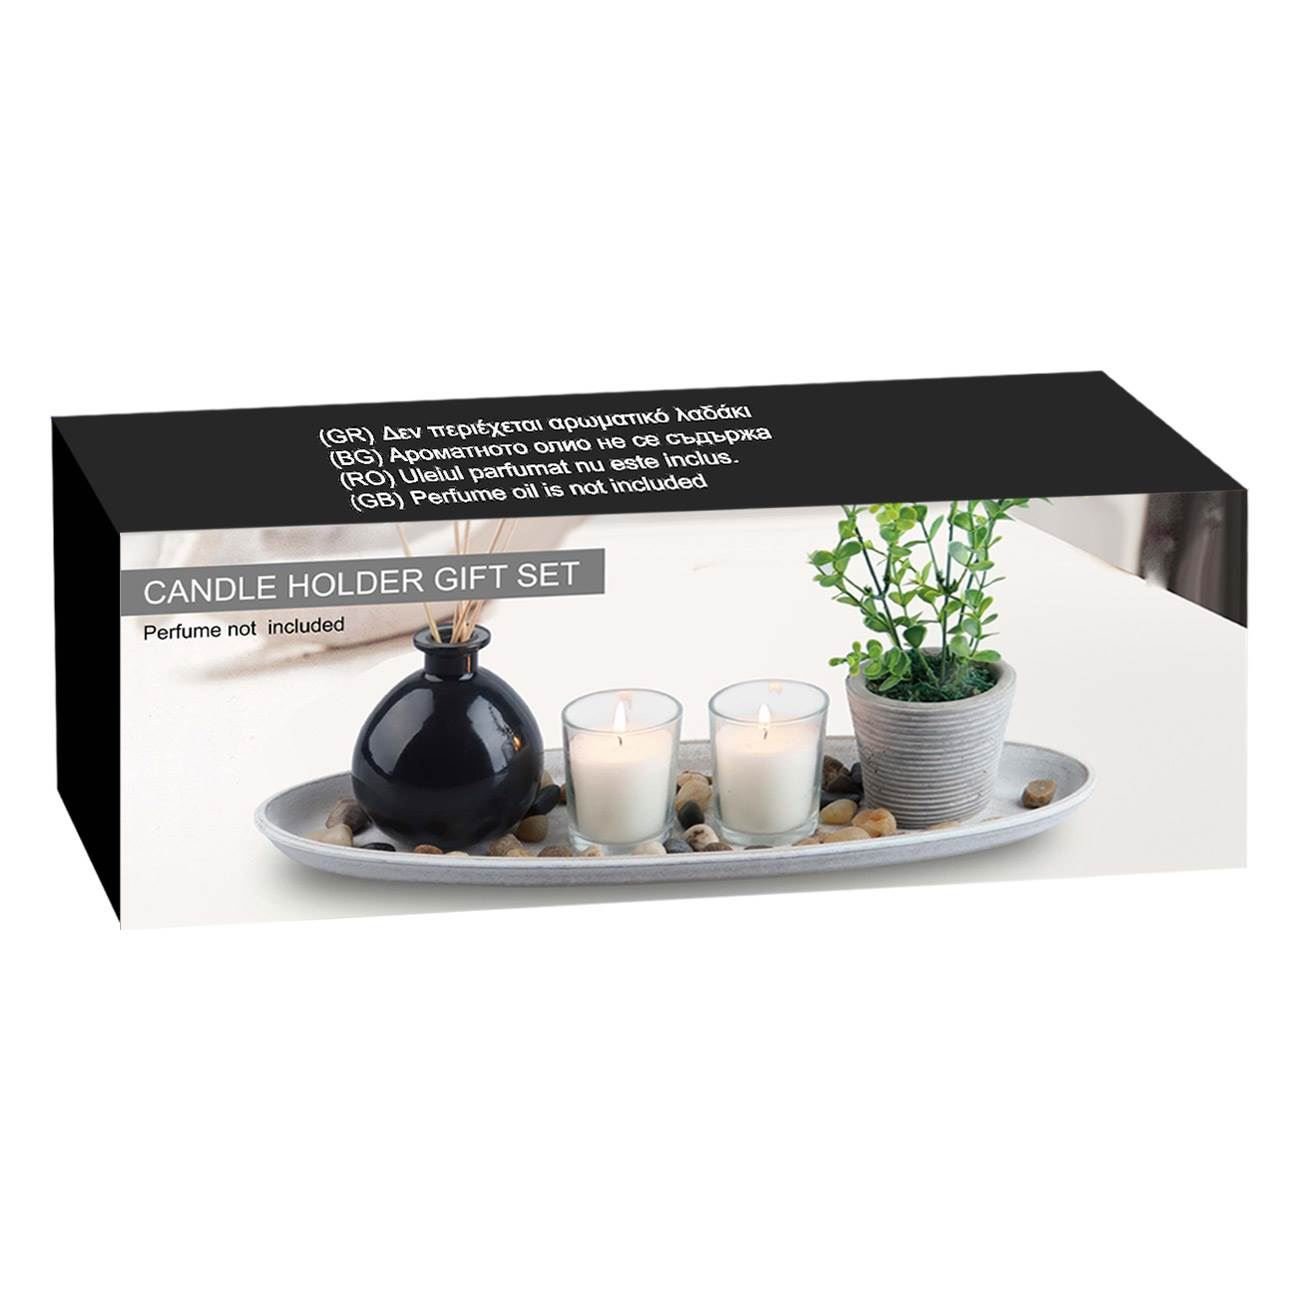 (GR) Δεν περιέχεται αρωματικό λαδάκι
(BG) Ароматното олио не се съдържа
(RO) Uleiul parfumat nu este inclus.
(GB) Perfume oil is not included
CANDLE HOLDER GIFT SET
Perfume not included